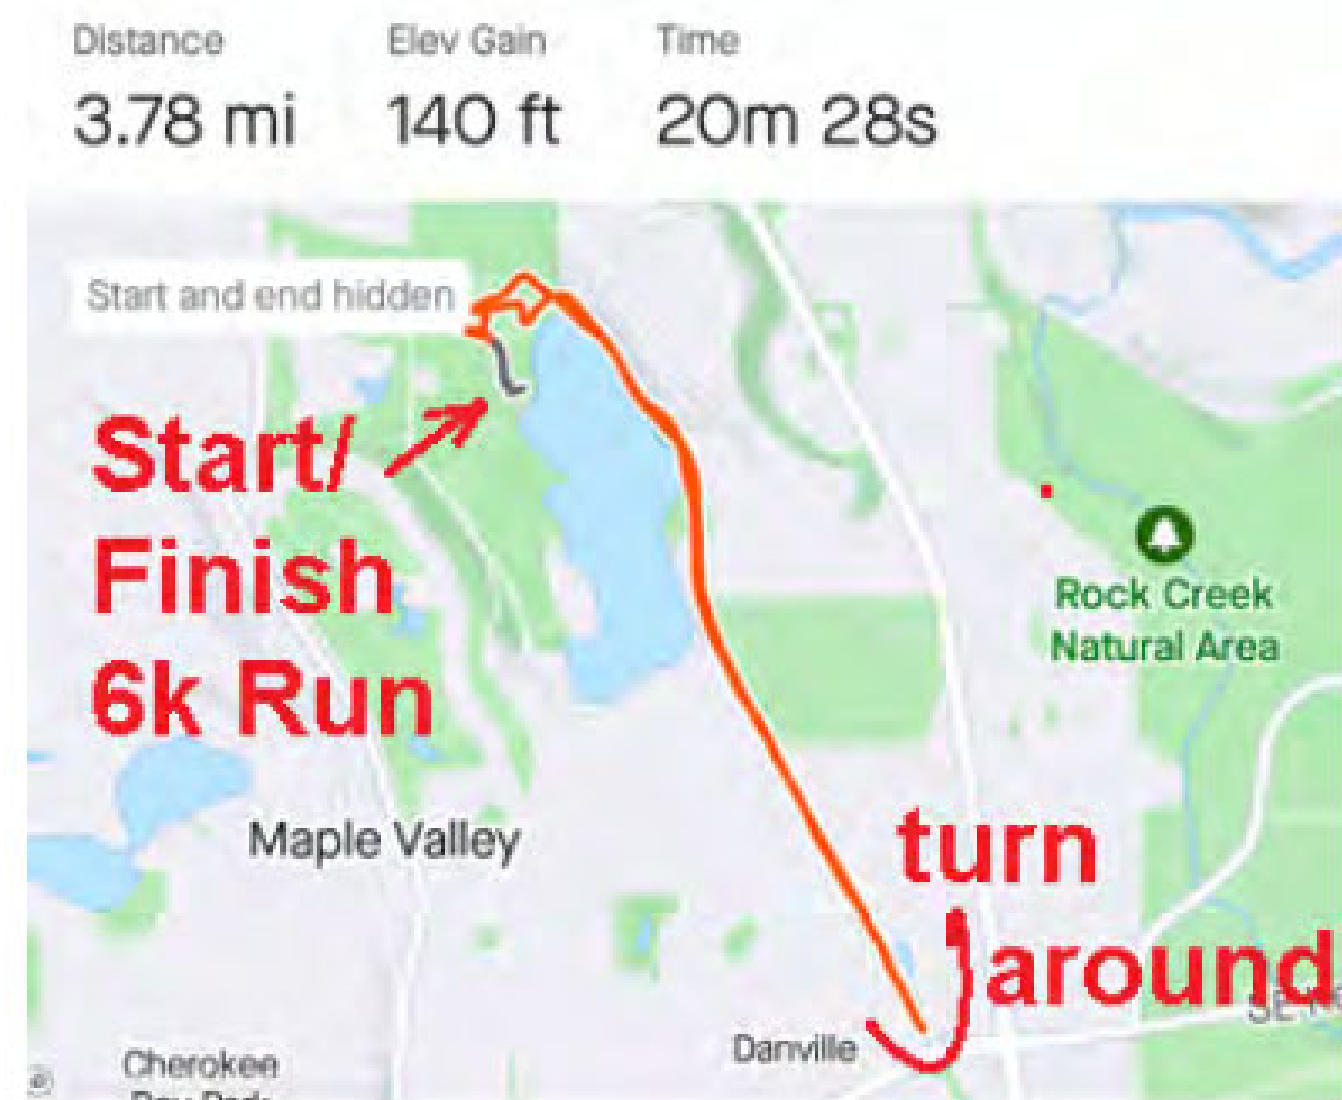 Distance Elev Gain Time
3.78 mi 140 ft 20m 28s
Start and end hidden
Start/
Finish
6k Run
Rock Creek
Natural Area
Maple Valley
turn
around
Danville
Cherokee